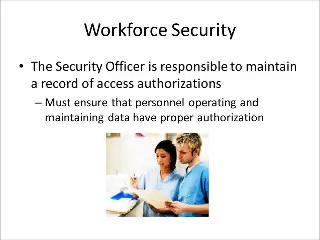 Workforce Security
• The Security Officer is responsible to maintain
a record of access authorizations
– Must ensure that personnel operating and
maintaining data have proper authorization